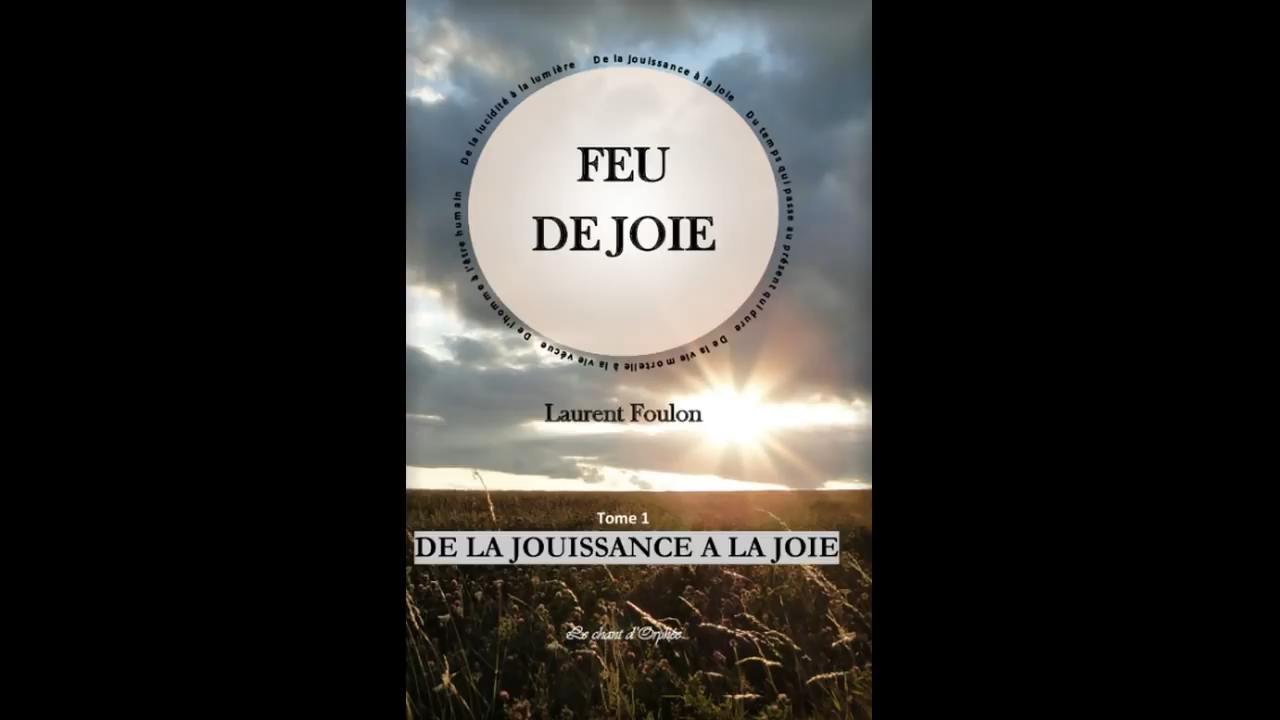 De la jouissance à la joie
Du temps qui passe au présent qui dure
De la vie mortelle à la vie vécue
De l'homme à l'être humain
De la lucidité à la lumière
FEU
DE JOIE
Laurent Foulon
Tome 1
DE LA JOUISSANCE A LA JOIE
Le chant d'Orphée